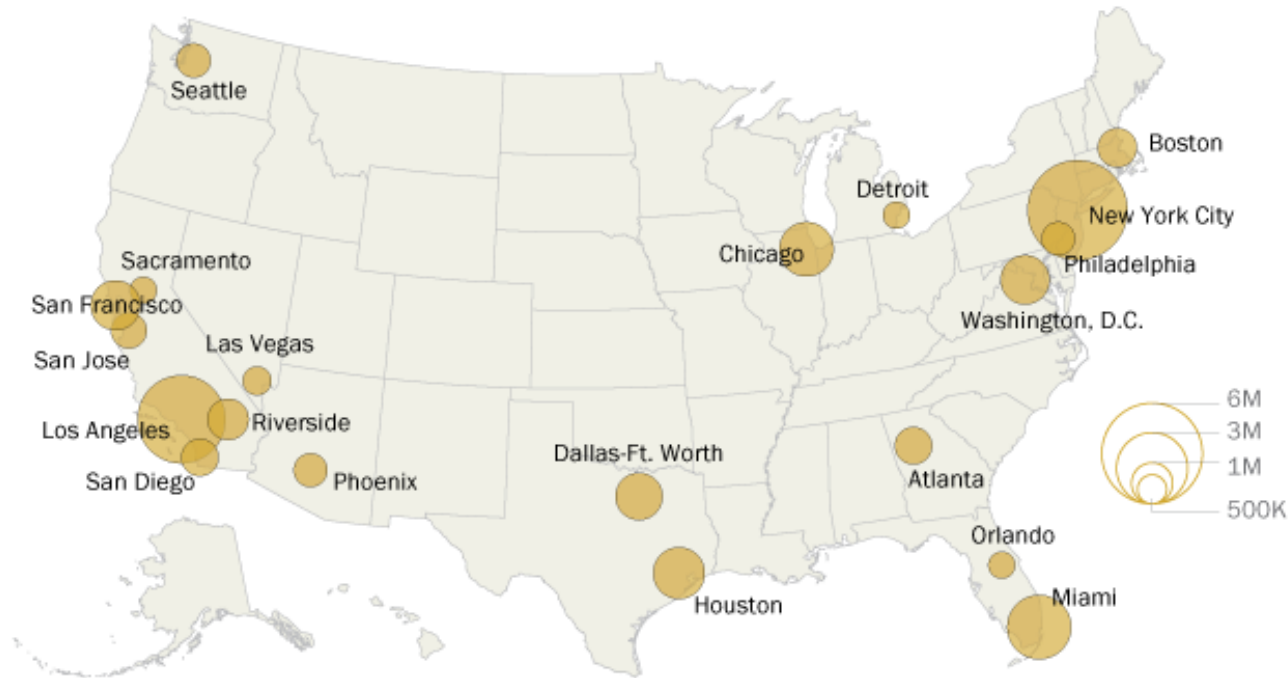 Seattle
Boston
Detroit
New York City
Chicago
Sacramento
Philadelphia
San Francisco
Washington, D.C.
Las Vegas
San Jose
6M
Riverside
Los Angeles
3M
Dallas-Ft. Worth
1M
San Diego
Phoenix
Atlanta
500K
Orlando
Miami
Houston